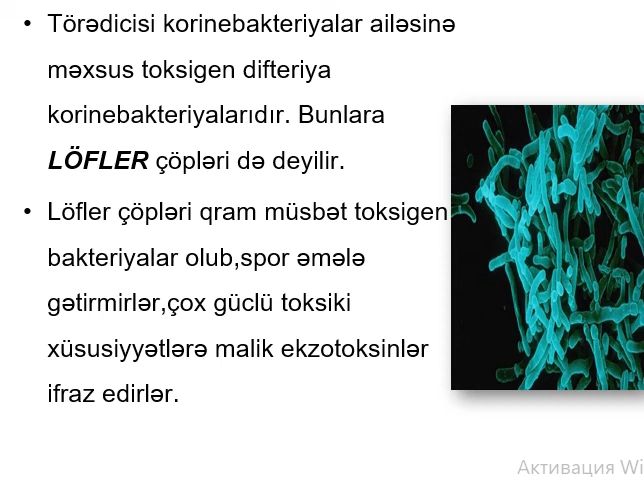 • Törədicisi korinebakteriyalar ailəsinə
məxsus toksigen difteriya
korinebakteriyalarıdır. Bunlara
LÖFLER çöpləri də deyilir.
• Löfler çöpləri qram müsbət toksigen
bakteriyalar olub,spor əmələ
gətirmirlər,çox güclü toksiki
xüsusiyyətlərə malik ekzotoksinlər
ifraz edirlər.
Активация Wi